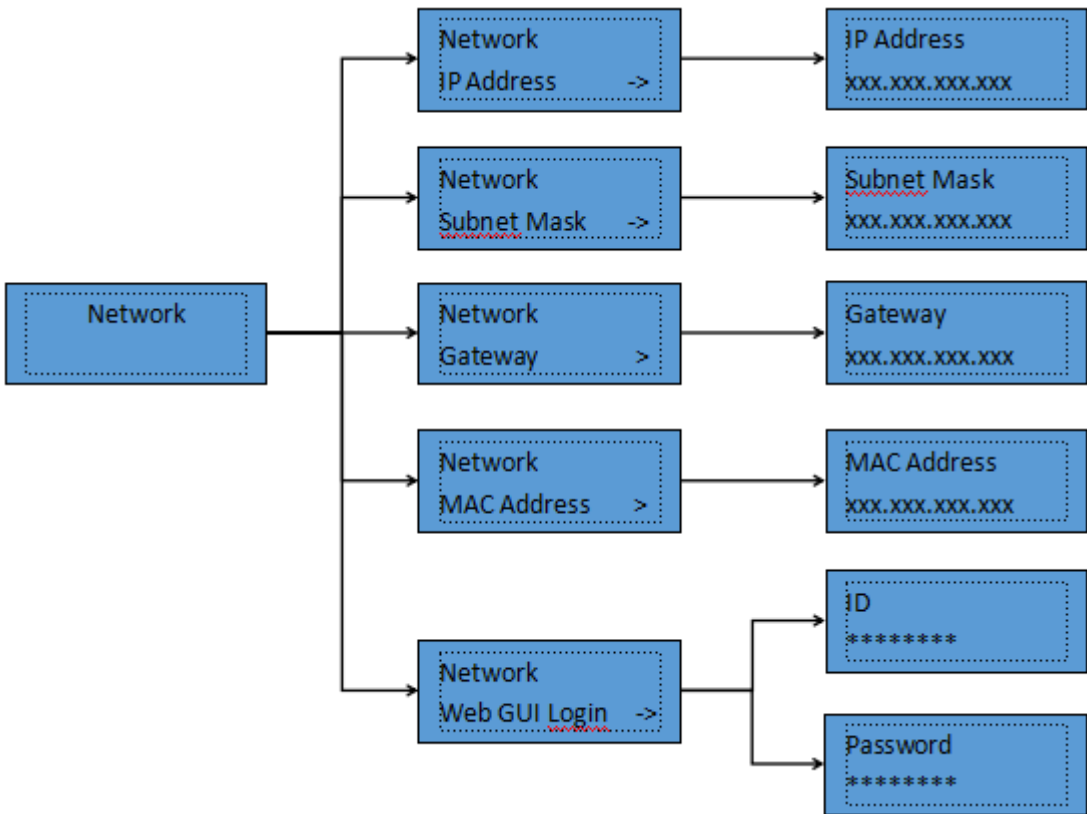 Network
IP Address ->
IP Address
xxx.xxx.xxx.xxx
Network
Subnet Mask ->
Subnet Mask
xxx.xxx.xxx.xxx
Network
Network
Gateway >
Gateway
xxx.xxx.xxx.xxx
Network
MAC Address >
MAC Address
xxx.xxx.xxx.xxx
Network
Web GUI Login ->
ID
********
Password
********